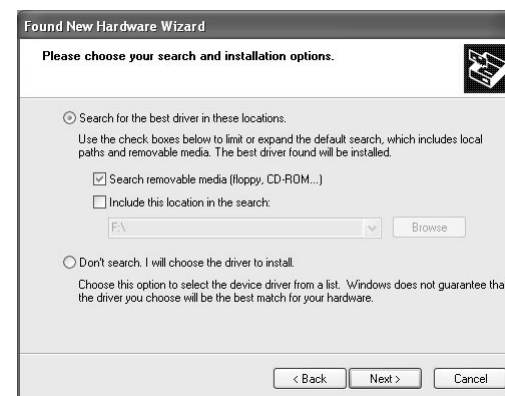 Found New Hardware Wizard
Please choose your search and installation options.
Search for the best driver in these locations.
Use the check boxes below to limit or expand the default search, which includes local
paths and removable media. The best driver found will be installed.
Search removable media (floppy, CD-ROM...)
Include this location in the search:
F:\
Browse
Don't search. I will choose the driver to install.
Choose this option to select the device driver from a list. Windows does not guarantee tha
the driver you choose will be the best match for your hardware.
< Back
Next >
Cancel